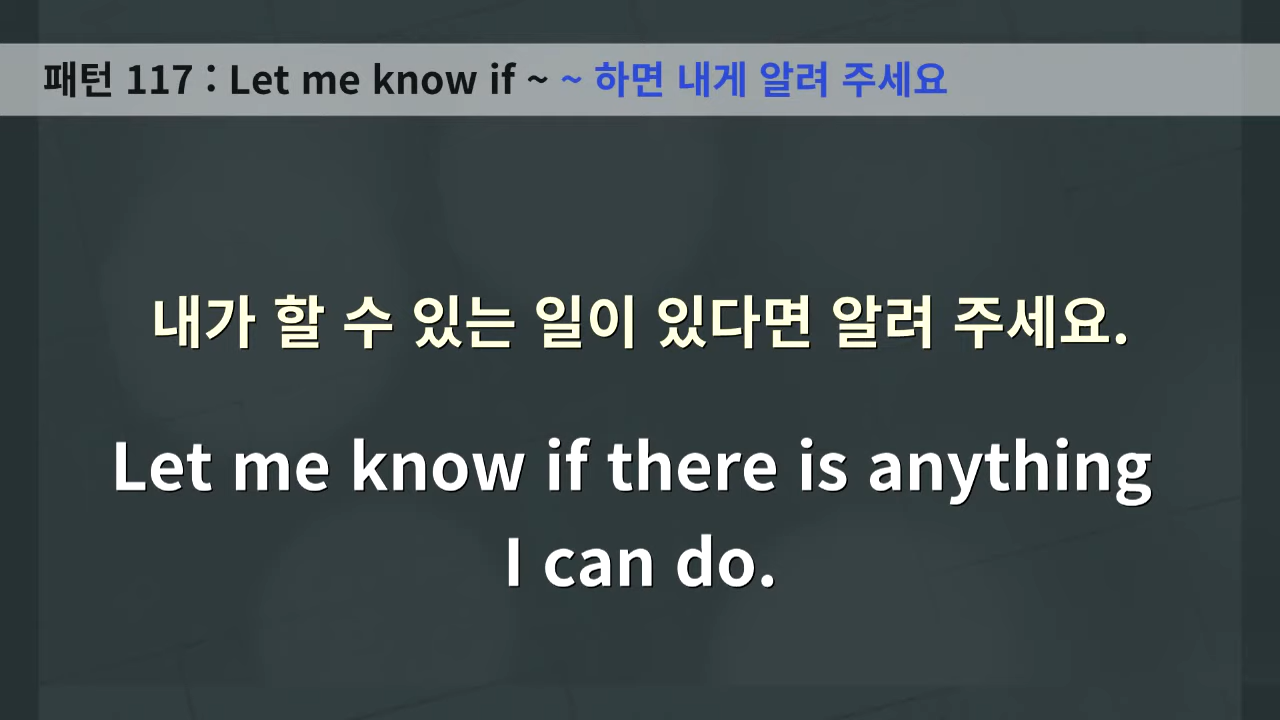 패턴 117 : Let me know if ~ ~ 하면 내게 알려 주세요
내가 할 수 있는 일이 있다면 알려 주세요.
Let me know if there is anything
I can do.